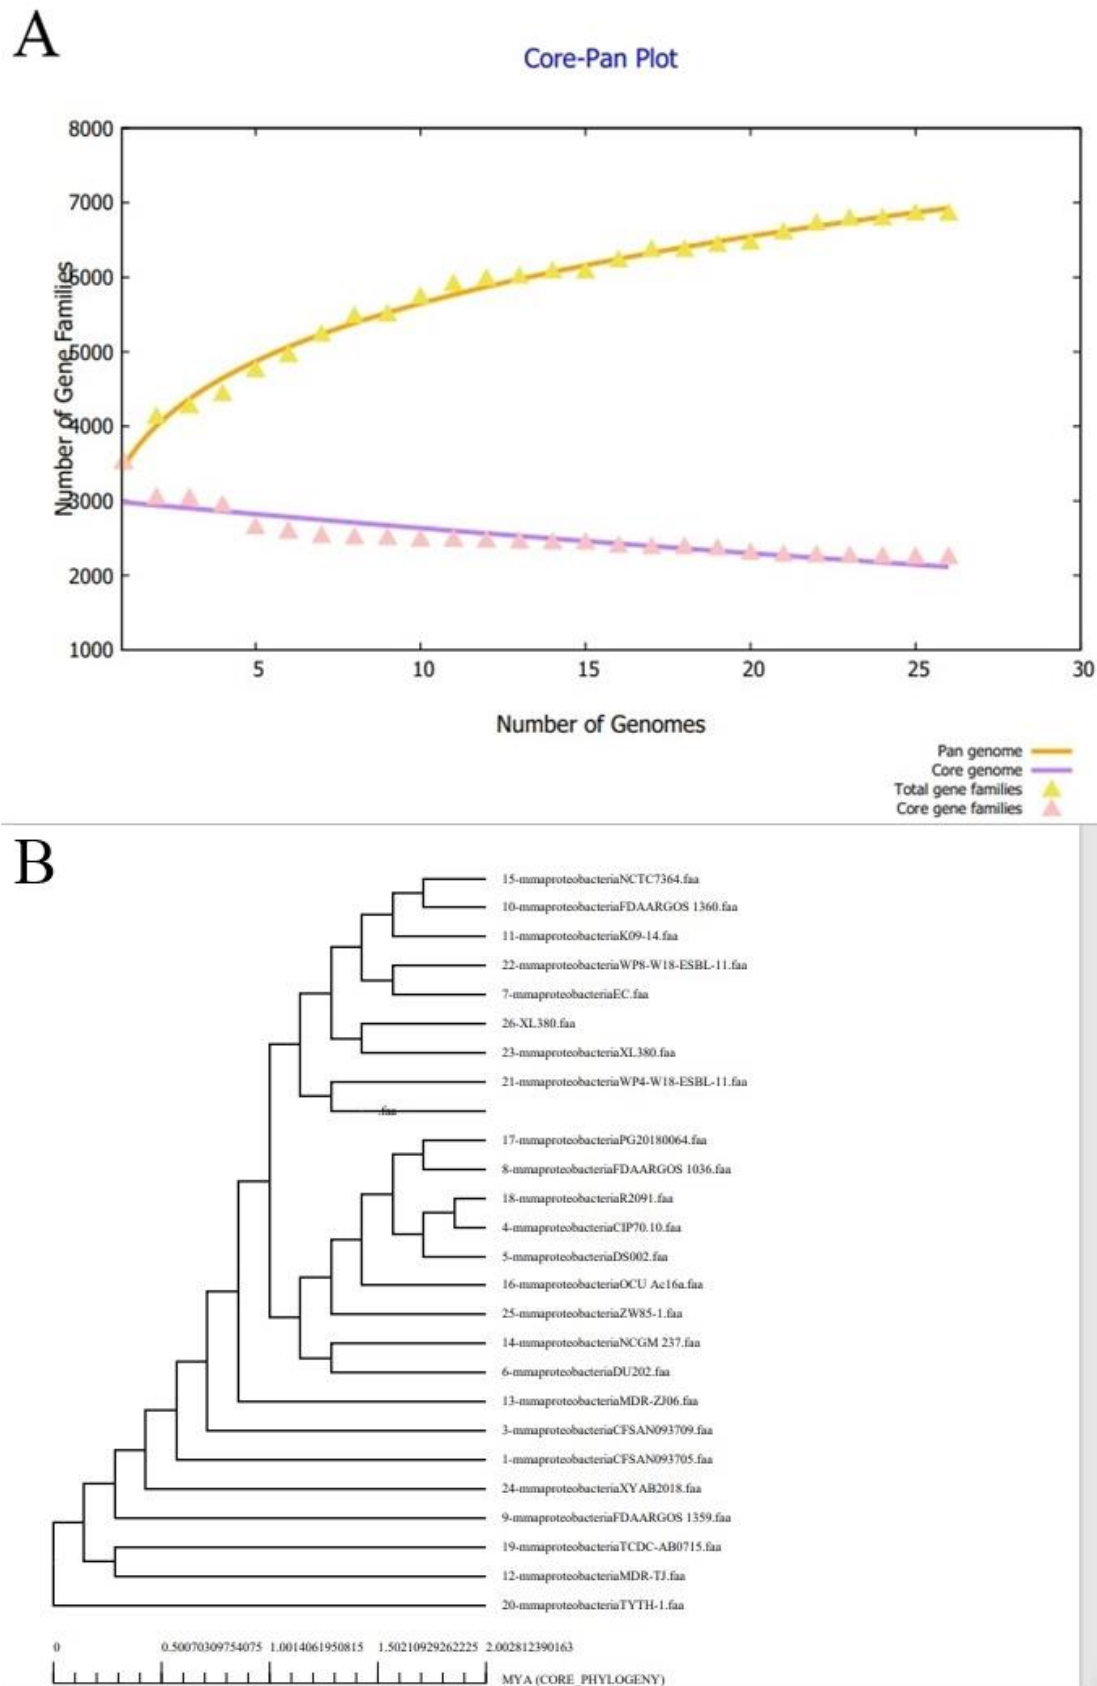 A
Core-Pan Plot
8000
7000
6000
5000
4000
3000
2000
1000
Number of Gene Families
5 10 15 20 25 30
Number of Genomes
Pan genome
Core genome
Total gene families
Core gene families
B
15-mmaproteobacteriaNCTC7364.faa
10-mmaproteobacteriaFDAARGOS 1360.faa
11-mmaproteobacteriaK09-14.faa
22-mmaproteobacteriaWP8-W18-ESBL-11.faa
7-mmaproteobacteriaEC.faa
26-XL380.faa
23-mmaproteobacteriaXL380.faa
21-mmaproteobacteriaWP4-W18-ESBL-11.faa
.faa
17-mmaproteobacteriaPG20180064.faa
8-mmaproteobacteriaFDAARGOS 1036.faa
18-mmaproteobacteriaR2091.faa
4-mmaproteobacteriaCIP70.10.faa
5-mmaproteobacteriaDS002.faa
16-mmaproteobacteriaOCU Ac16a.faa
25-mmaproteobacteriaZW85-1.faa
14-mmaproteobacteriaNCGM 237.faa
6-mmaproteobacteriaDU202.faa
13-mmaproteobacteriaMDR-ZJ06.faa
3-mmaproteobacteriaCFSAN093709.faa
1-mmaproteobacteriaCFSAN093705.faa
24-mmaproteobacteriaXYAB2018.faa
9-mmaproteobacteriaFDAARGOS 1359.faa
19-mmaproteobacteriaTCDC-AB0715.faa
12-mmaproteobacteriaMDR-TJ.faa
20-mmaproteobacteriaTYTH-1.faa
0 0.50070309754075 1.0014061950815 1.50210929262225 2.002812390163
MYA (CORE_PHYLOGENY)